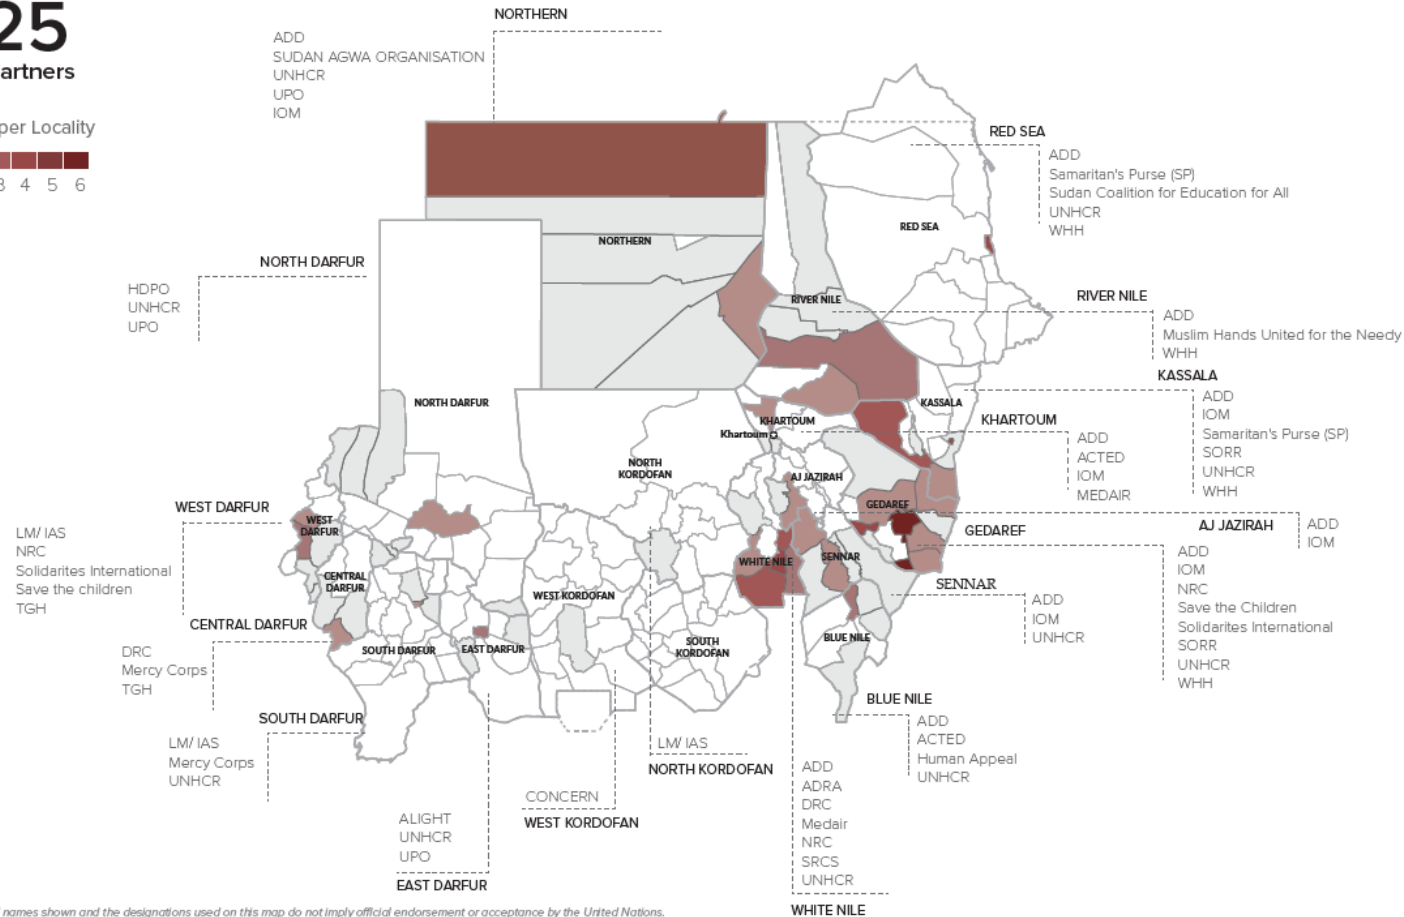 25
artners
per Locality
3 4 5 6
NORTHERN
ADD
SUDAN AGWA ORGANISATION
UNHCR
UPO
IOM
RED SEA
ADD
Samaritan's Purse (SP)
Sudan Coalition for Education for All
UNHCR
WHH
RED SEA
NORTHERN
NORTH DARFUR
HDPO
UNHCR
UPO
RIVER NILE
RIVER NILE
ADD
Muslim Hands United for the Needy
WHH
KASSALA
ADD
IOM
Samaritan's Purse (SP)
SORR
UNHCR
WHH
NORTH DARFUR
KASSALA
KHARTOUM
Khartoum
KHARTOUM
ADD
ACTED
IOM
MEDAIR
NORTH
KORDOFAN
AJ JAZIRAH
GEDAREF
WEST DARFUR
LM/ IAS
NRC
Solidarites International
Save the children
TGH
WEST
DARFUR
AJ JAZIRAH
ADD
IOM
GEDAREF
ADD
IOM
NRC
Save the Children
Solidarites International
SORR
UNHCR
WHH
WHITE NILE
SENNAR
SENNAR
ADD
IOM
UNHCR
CENTRAL
DARFUR
WEST KORDOFAN
CENTRAL DARFUR
DRC
Mercy Corps
TGH
SOUTH DARFUR
EAST DARFUR
SOUTH
KORDOFAN
BLUE NILE
BLUE NILE
ADD
ACTED
Human Appeal
UNHCR
SOUTH DARFUR
LM/ IAS
Mercy Corps
UNHCR
LM/ IAS
NORTH KORDOFAN
CONCERN
WEST KORDOFAN
ALIGHT
UNHCR
UPO
EAST DARFUR
ADD
ADRA
DRC
Medair
NRC
SRCS
UNHCR
WHITE NILE
names shown and the designations used on this map do not imply official endorsement or acceptance by the United Nations.